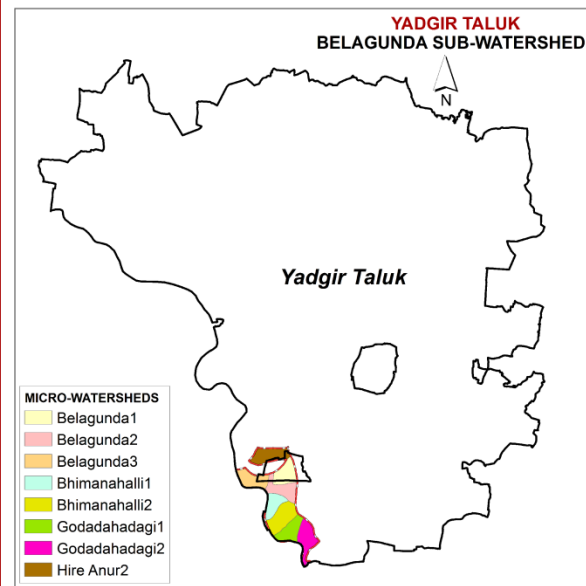 YADGIR TALUK
BELAGUNDA SUB-WATERSHED
N
Yadgir Taluk
MICRO-WATERSHEDS
Belagunda1
Belagunda2
Belagunda3
Bhimanahalli1
Bhimanahalli2
Godadahadagi1
Godadahadagi2
Hire Anur2